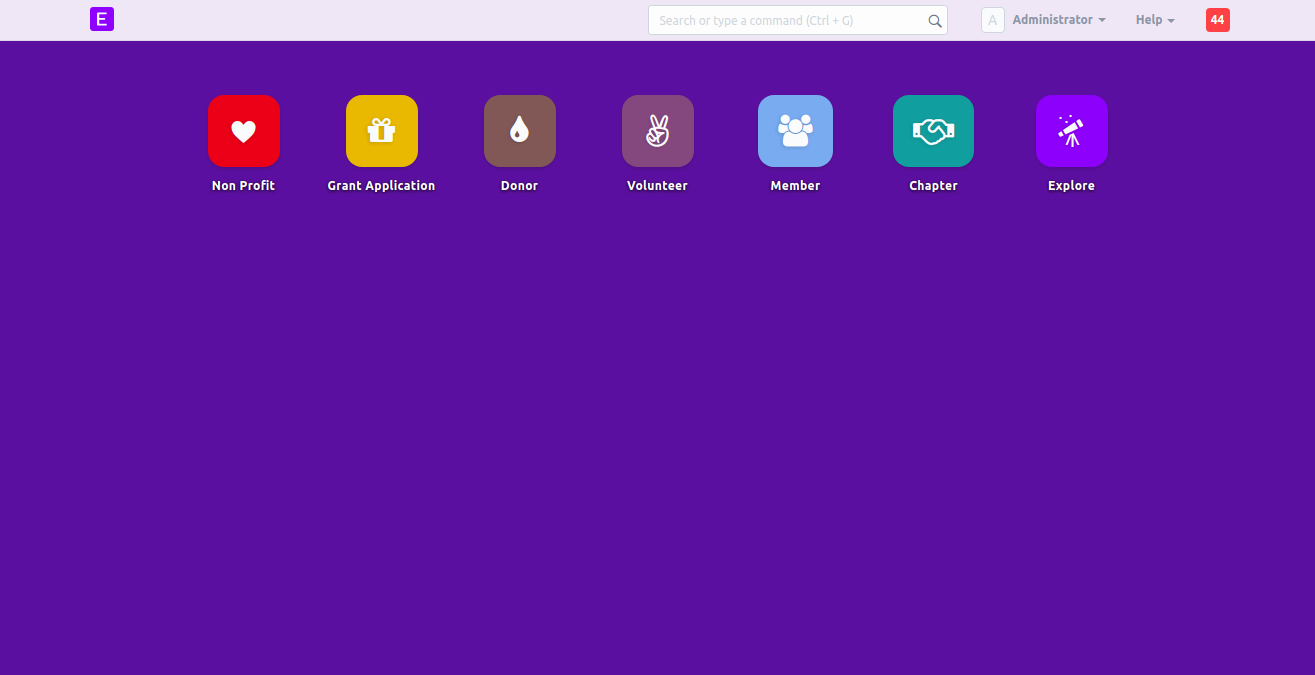 E
Search or type a command (Ctrl + G)
A
Administrator
Help
44
Non Profit
Grant Application
Donor
Volunteer
Member
Chapter
Explore